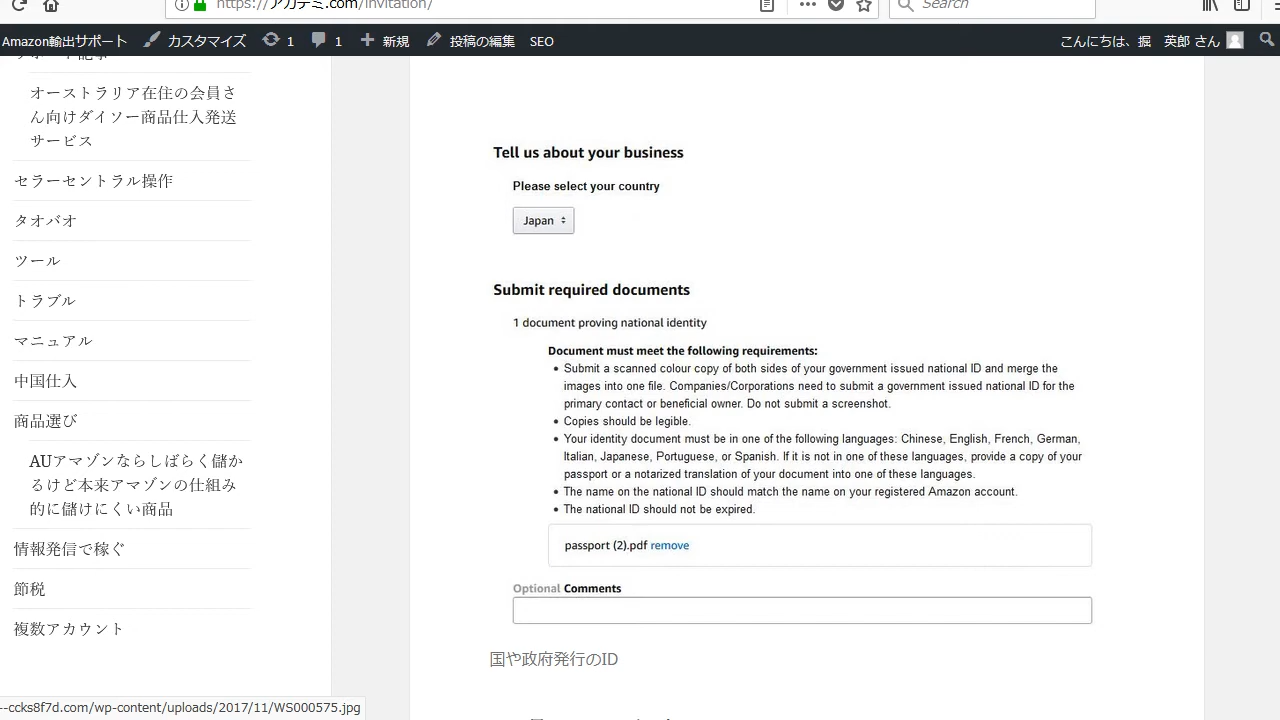 https://アカデミ.com/invitation/
Search
Amazon輸出サポート カスタマイズ 1 1 新規 投稿の編集 SEO こんにちは、掘 英郎 さん
オーストラリア在住の会員さ
ん向けダイソー商品仕入発送
サービス
セラーセントラル操作
タオバオ
ツール
トラブル
マニュアル
中国仕入
商品選び
AUアマゾンならしばらく儲か
るけど本来アマゾンの仕組み
的に儲けにくい商品
情報発信で稼ぐ
節税
複数アカウント
Tell us about your business
Please select your country
Japan
Submit required documents
1 document proving national identity
Document must meet the following requirements:
• Submit a scanned colour copy of both sides of your government issued national ID and merge the
images into one file. Companies/Corporations need to submit a government issued national ID for the
primary contact or beneficial owner. Do not submit a screenshot.
• Copies should be legible.
• Your identity document must be in one of the following languages: Chinese, English, French, German,
Italian, Japanese, Portuguese, or Spanish. If it is not in one of these languages, provide a copy of your
passport or a notarized translation of your document into one of these languages.
• The name on the national ID should match the name on your registered Amazon account.
• The national ID should not be expired.
passport (2).pdf remove
Optional Comments
国や政府発行のID
--ccks8f7d.com/wp-content/uploads/2017/11/WS000575.jpg